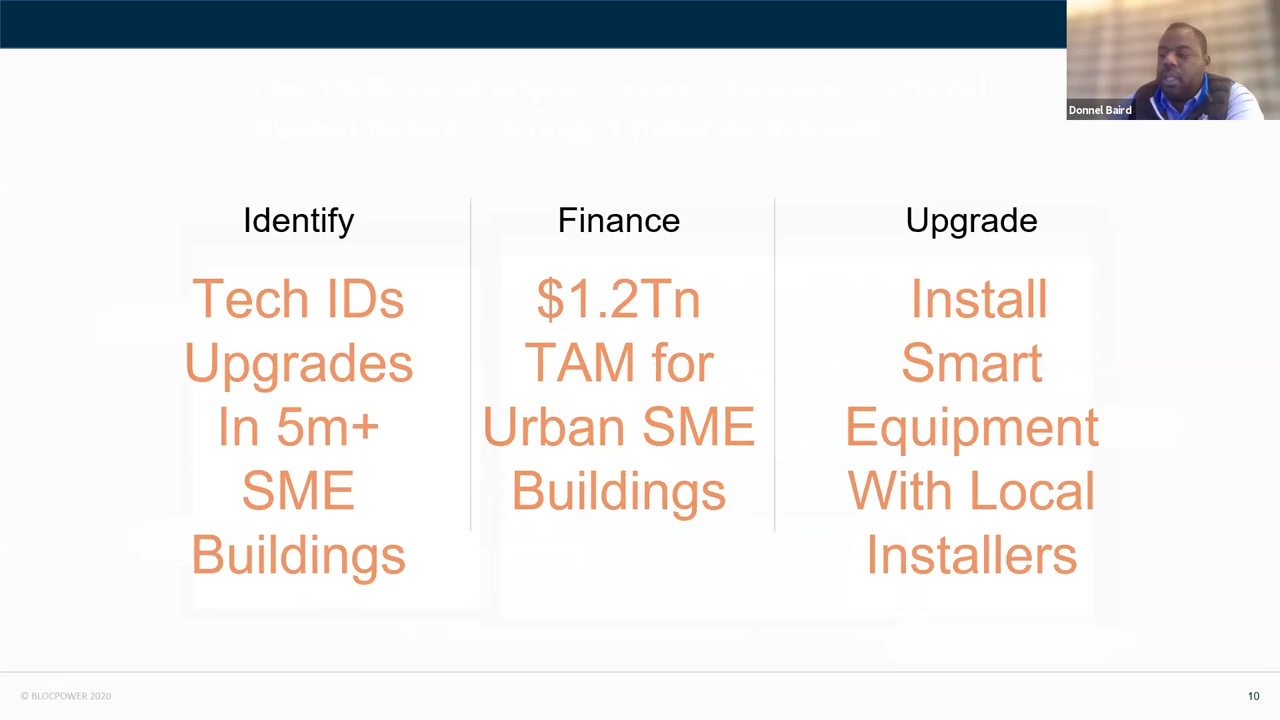 Donnel Baird
Identify
Tech IDs
Upgrades
In 5m+
SME
Buildings
Finance
$1.2Tn
TAM for
Urban SME
Buildings
Upgrade
Install
Smart
Equipment
With Local
Installers
© BLOCPOWER 2020
10